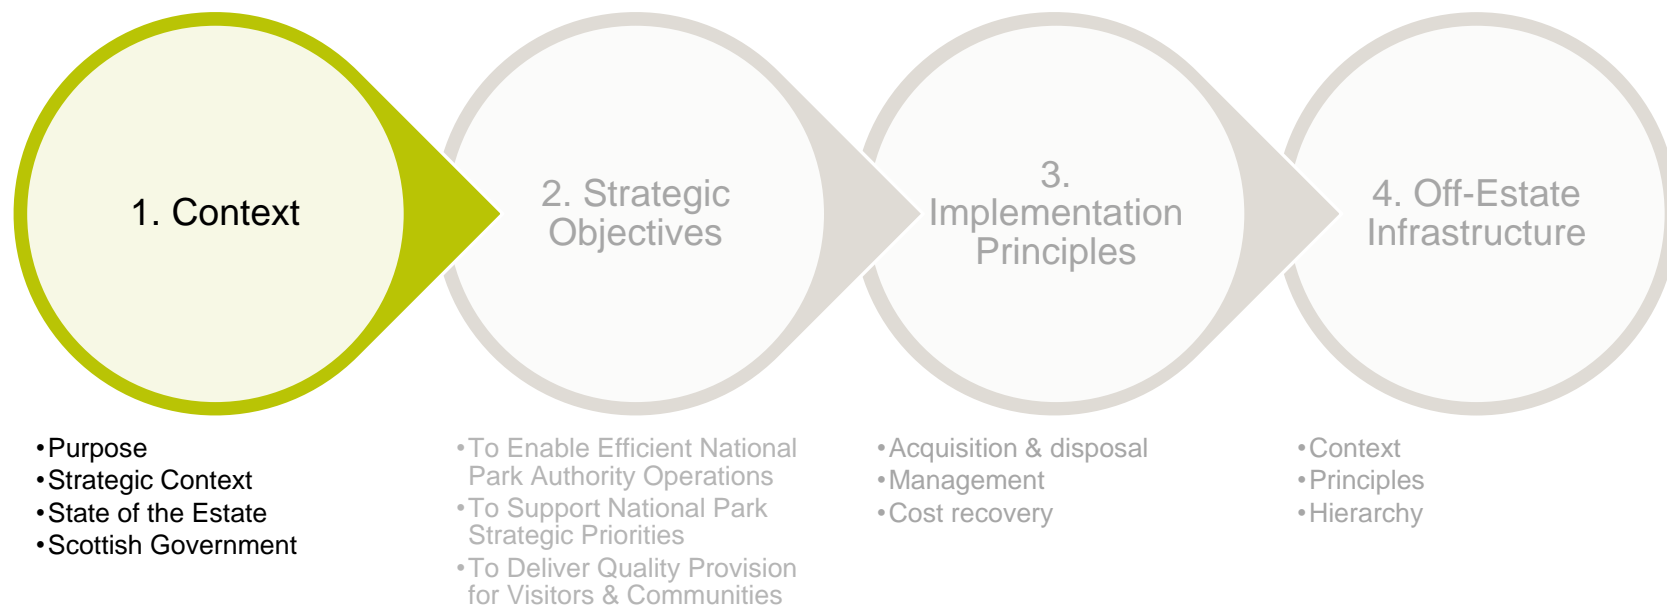 1. Context
2. Strategic
Objectives
3.
Implementation
Principles
4. Off-Estate
Infrastructure
•Purpose
•Strategic Context
•State of the Estate
•Scottish Government
•To Enable Efficient National
Park Authority Operations
•To Support National Park
Strategic Priorities
•To Deliver Quality Provision
for Visitors & Communities
•Acquisition & disposal
•Management
•Cost recovery
•Context
•Principles
•Hierarchy